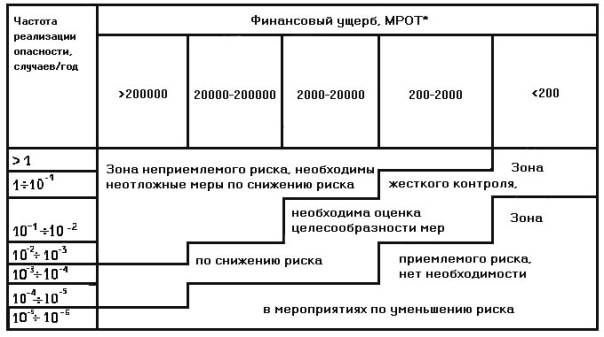 Частота
реализации
опасности,
случаев/год
Финансовый ущерб, МРОТ*
>200000
20000-200000
2000-20000
200-2000
<200
> 1
1÷10⁻¹
10⁻¹÷10⁻²
10⁻²÷10⁻³
10⁻³÷10⁻⁴
10⁻⁴÷10⁻⁵
10⁻⁵÷10⁻⁶
Зона неприемлемого риска, необходимы
неотложные меры по снижению риска
Зона
жесткого контроля,
необходима оценка
целесообразности мер
по снижению риска
Зона
приемлемого риска,
нет необходимости
в мероприятиях по уменьшению риска